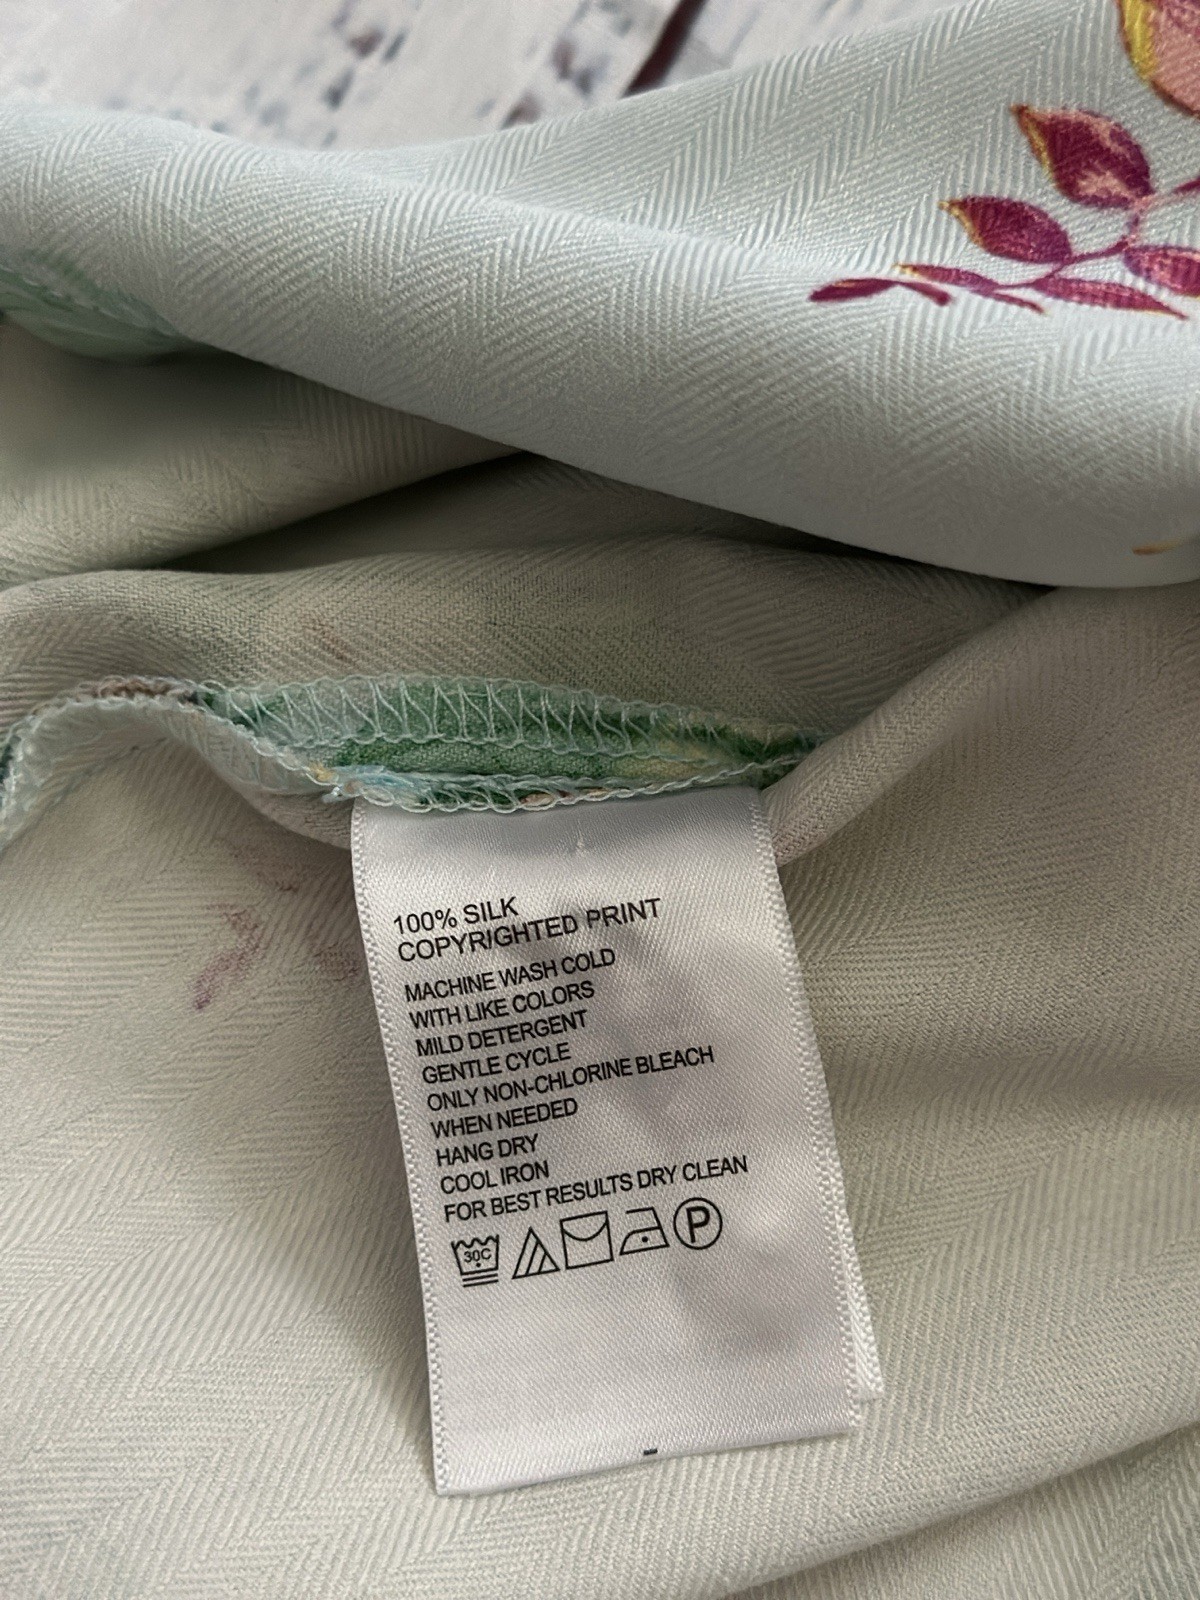 100% SILK
COPYRIGHTED PRINT
MACHINE WASH COLD
WITH LIKE COLORS
MILD DETERGENT
GENTLE CYCLE
ONLY NON-CHLORINE BLEACH
WHEN NEEDED
HANG DRY
COOL IRON
FOR BEST RESULTS DRY CLEAN
30C P